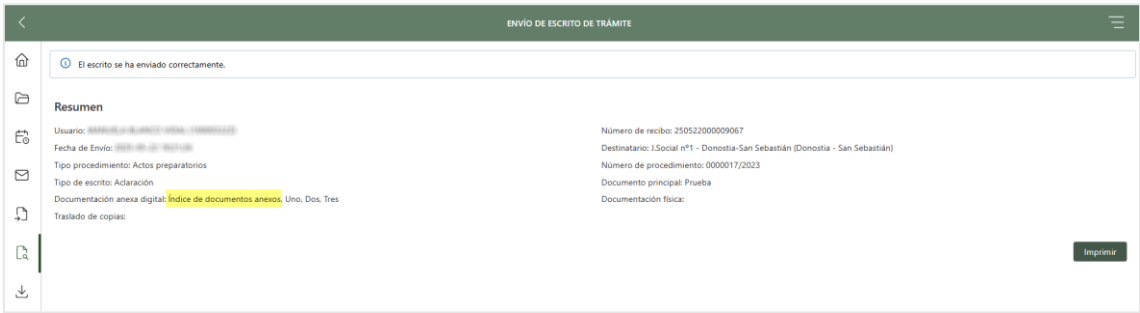 ENVÍO DE ESCRITO DE TRÁMITE
El escrito se ha enviado correctamente.
Resumen
Usuario:
Número de recibo: 250522000009067
Fecha de Envío:
Destinatario: J.Social nº1 - Donostia-San Sebastián (Donostia - San Sebastián)
Tipo procedimiento: Actos preparatorios
Número de procedimiento: 0000017/2023
Tipo de escrito: Aclaración
Documento principal: Prueba
Documentación anexa digital: Índice de documentos anexos, Uno, Dos, Tres
Documentación física:
Traslado de copias:
Imprimir